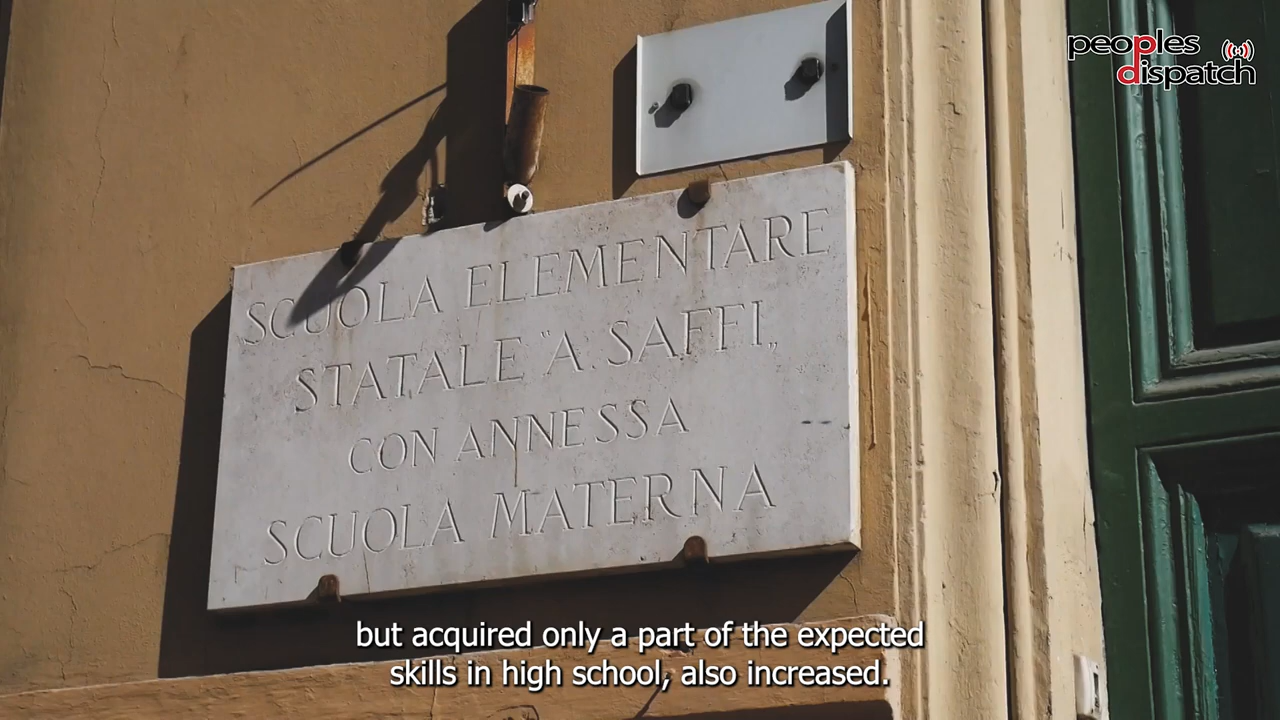 peoples
dispatch
SCUOLA ELEMENTARE
STATALE "A. SAFFI„
CON ANNESSA
SCUOLA MATERNA
but acquired only a part of the expected
skills in high school, also increased.